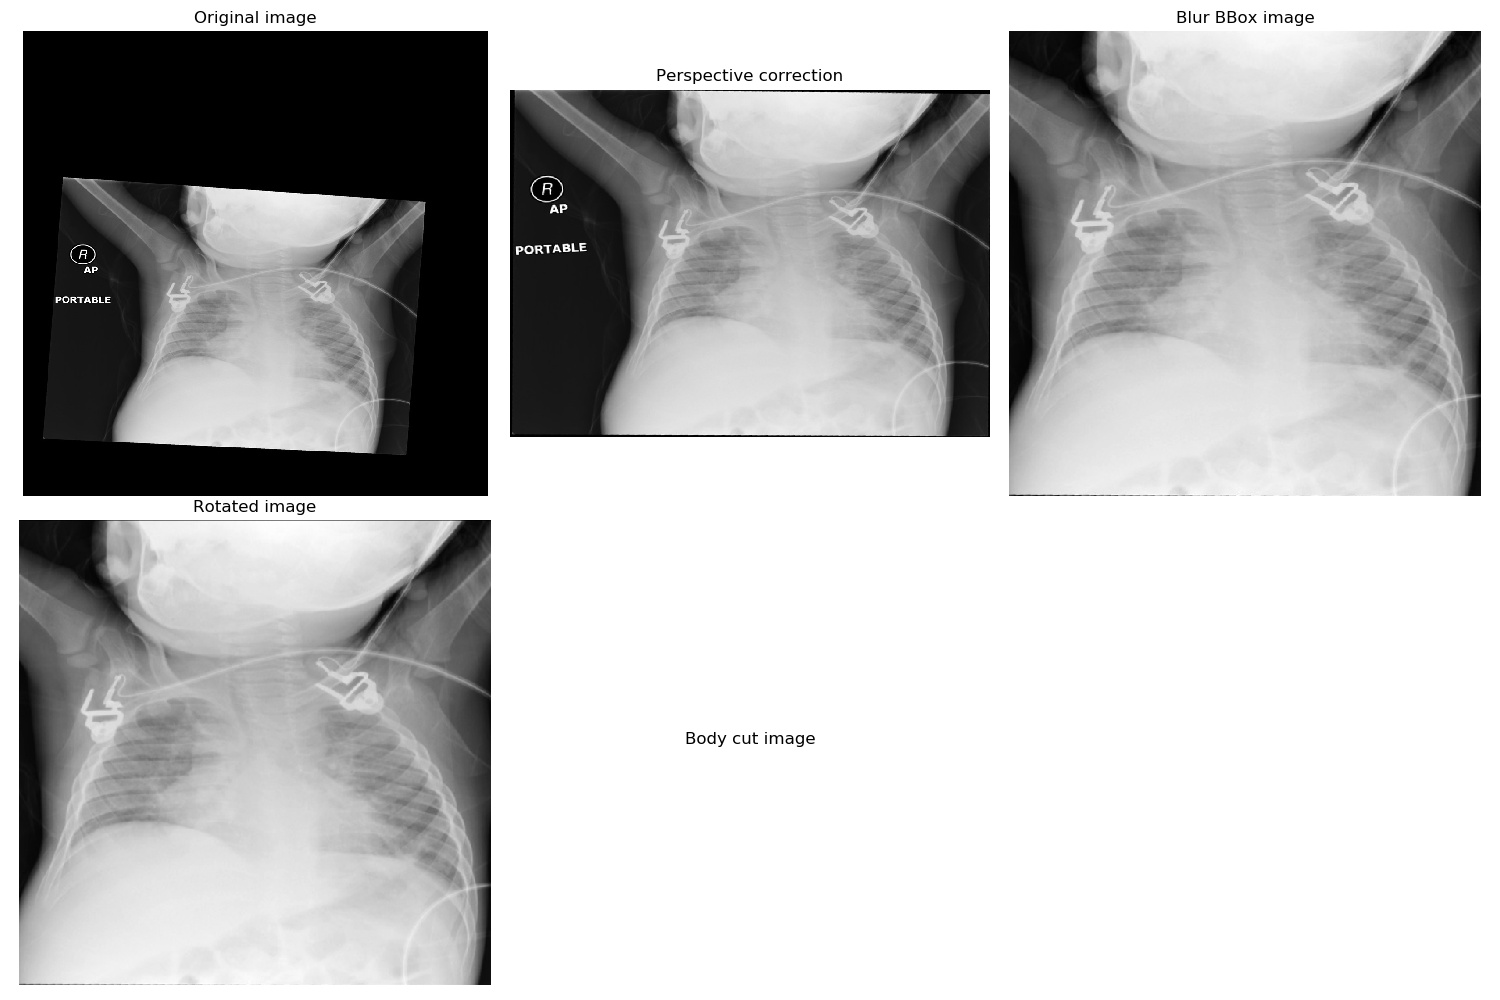 Original image
Perspective correction
Blur BBox image
R
AP
PORTABLE
R
AP
PORTABLE
Rotated image
Body cut image